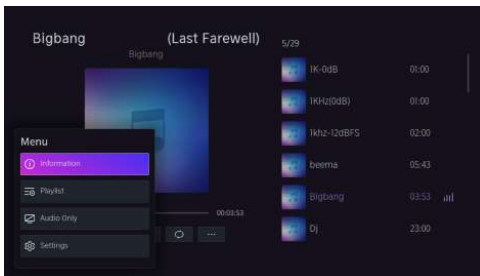 Bigbang (Last Farewell)
Bigbang
5/29
1K-0dB 01:00
1KHz(0dB) 01:00
1khz-12dBFS 02:00
beema 05:43
Bigbang 03:53
Dj 23:00
00:03:53
Menu
Information
Playlist
Audio Only
Settings